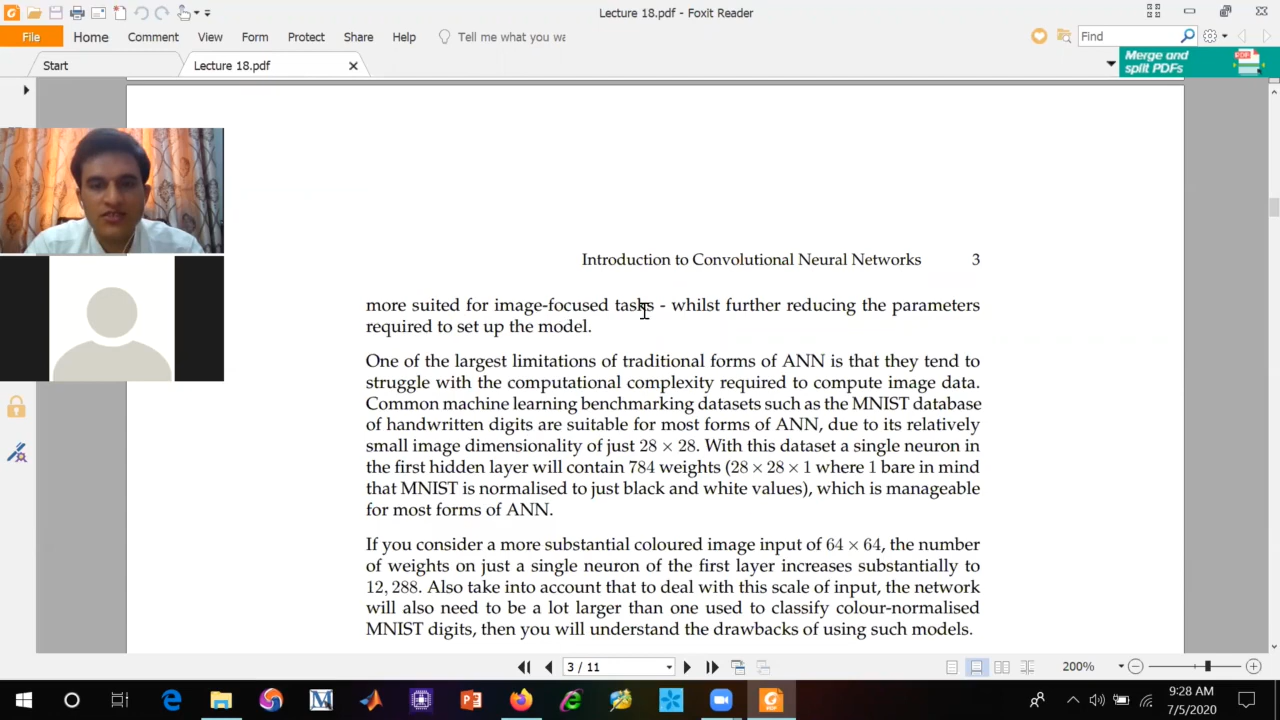 Lecture 18.pdf - Foxit Reader
File Home Comment View Form Protect Share Help Tell me what you wa Find
Start Lecture 18.pdf Merge and
split PDFs
Introduction to Convolutional Neural Networks 3
more suited for image-focused tasks - whilst further reducing the parameters
required to set up the model.
One of the largest limitations of traditional forms of ANN is that they tend to
struggle with the computational complexity required to compute image data.
Common machine learning benchmarking datasets such as the MNIST database
of handwritten digits are suitable for most forms of ANN, due to its relatively
small image dimensionality of just 28 × 28. With this dataset a single neuron in
the first hidden layer will contain 784 weights (28 × 28 × 1 where 1 bare in mind
that MNIST is normalised to just black and white values), which is manageable
for most forms of ANN.
If you consider a more substantial coloured image input of 64 × 64, the number
of weights on just a single neuron of the first layer increases substantially to
12, 288. Also take into account that to deal with this scale of input, the network
will also need to be a lot larger than one used to classify colour-normalised
MNIST digits, then you will understand the drawbacks of using such models.
3 / 11 200%
9:28 AM
7/5/2020